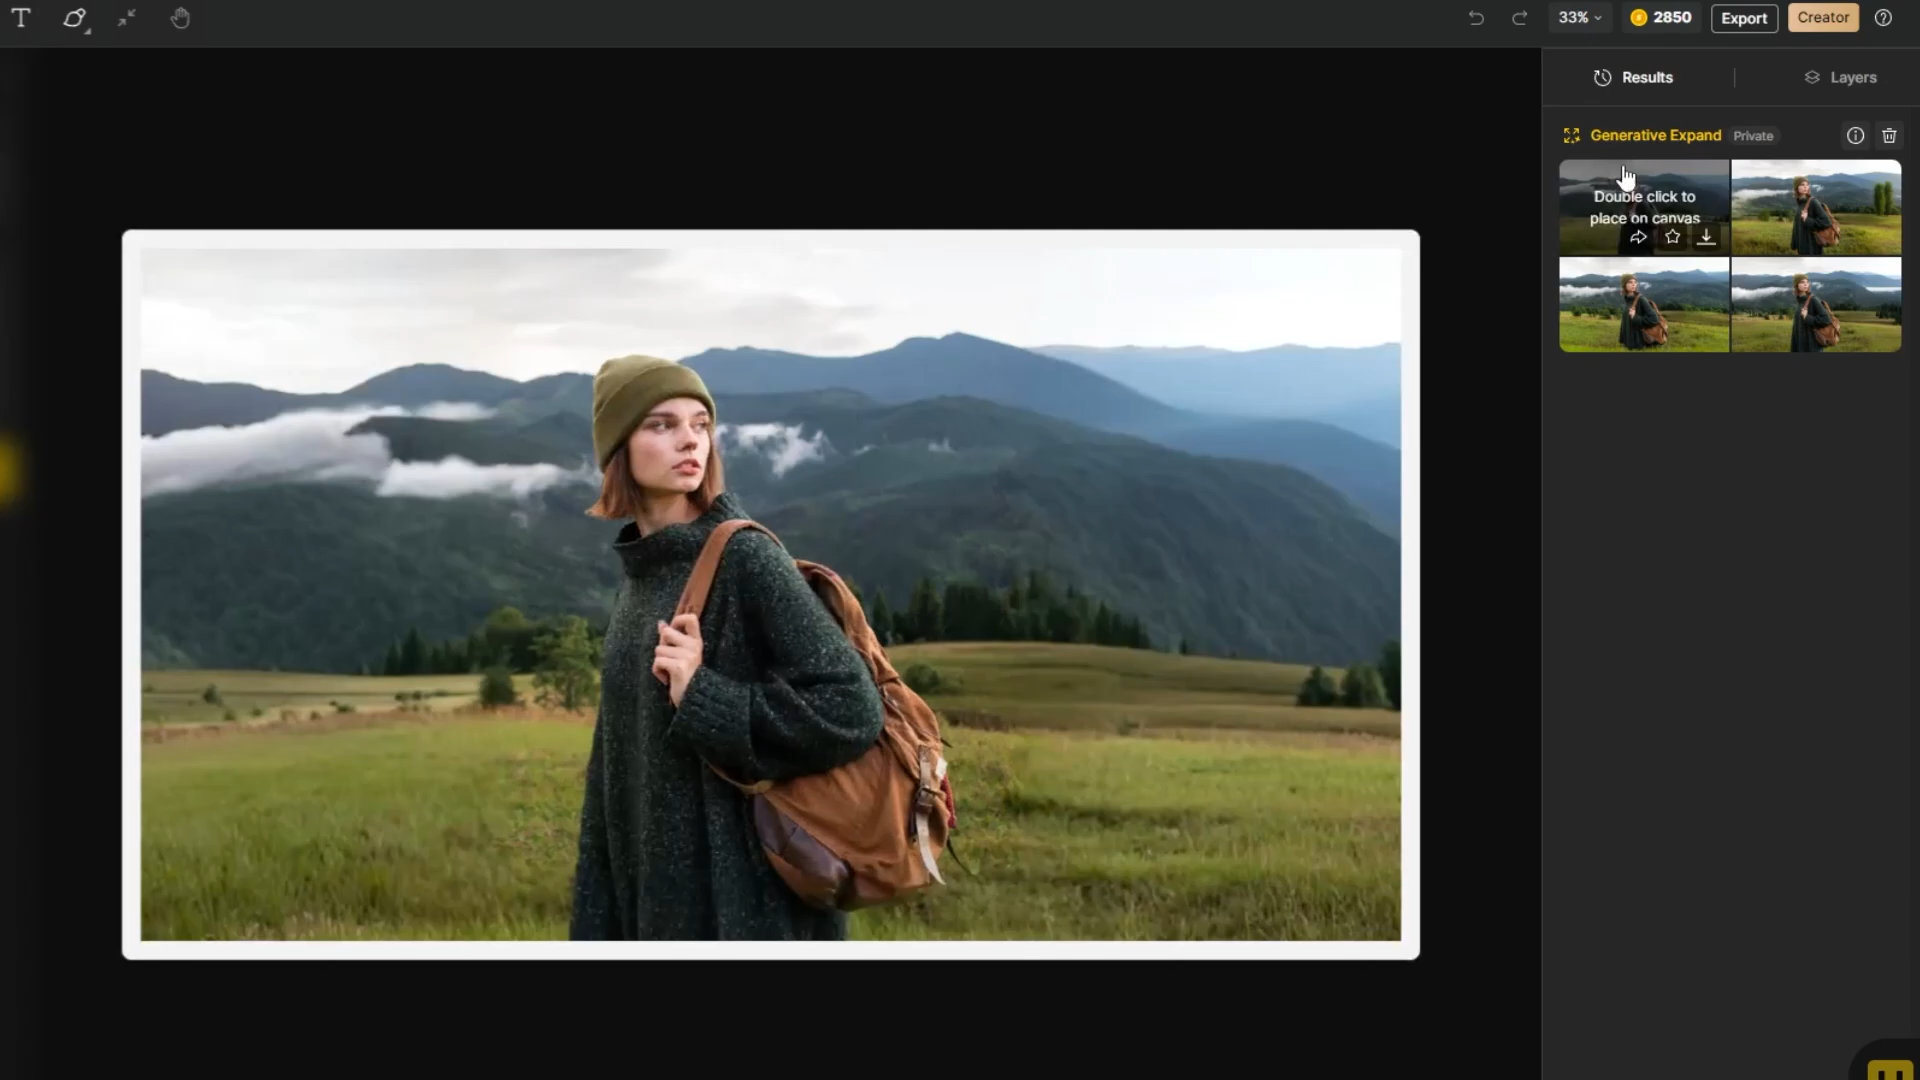 T
33%
2850
Export
Creator
Results
Layers
Generative Expand
Private
Double click to
place on canvas